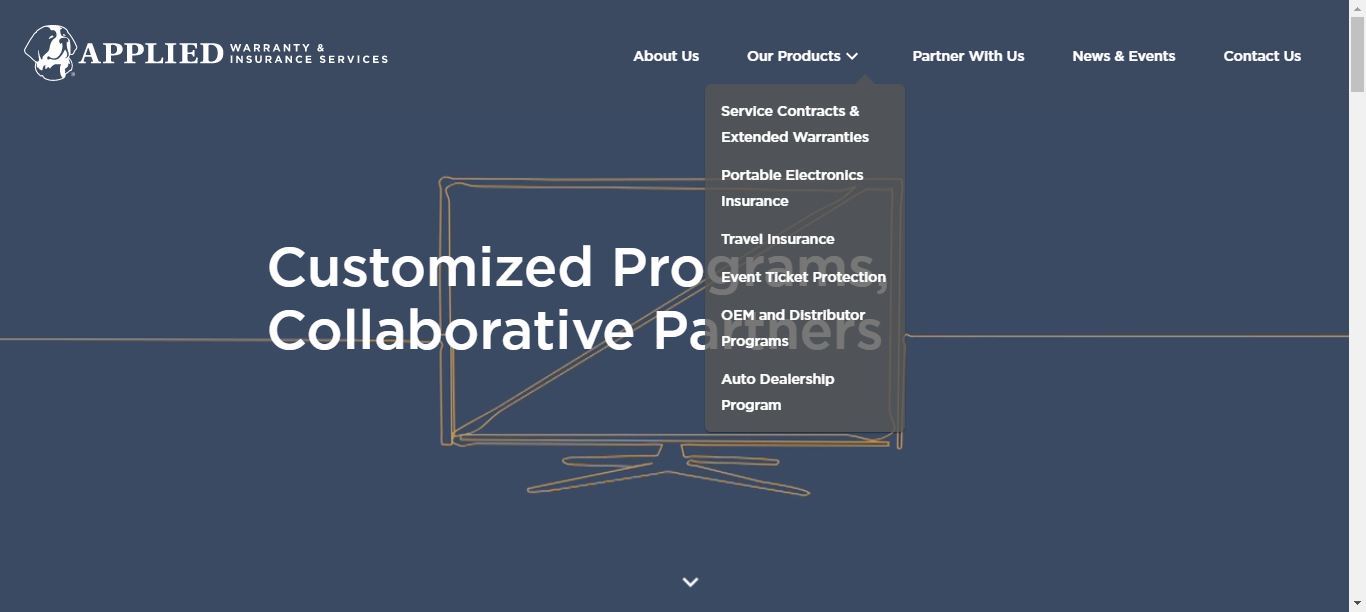 APPLIED
WARRANTY &
INSURANCE SERVICES
About Us
Our Products
Partner With Us
News & Events
Contact Us
Service Contracts &
Extended Warranties
Portable Electronics
Insurance
Travel Insurance
Event Ticket Protection
OEM and Distributor
Programs
Auto Dealership
Program
Customized Programs,
Collaborative Partners